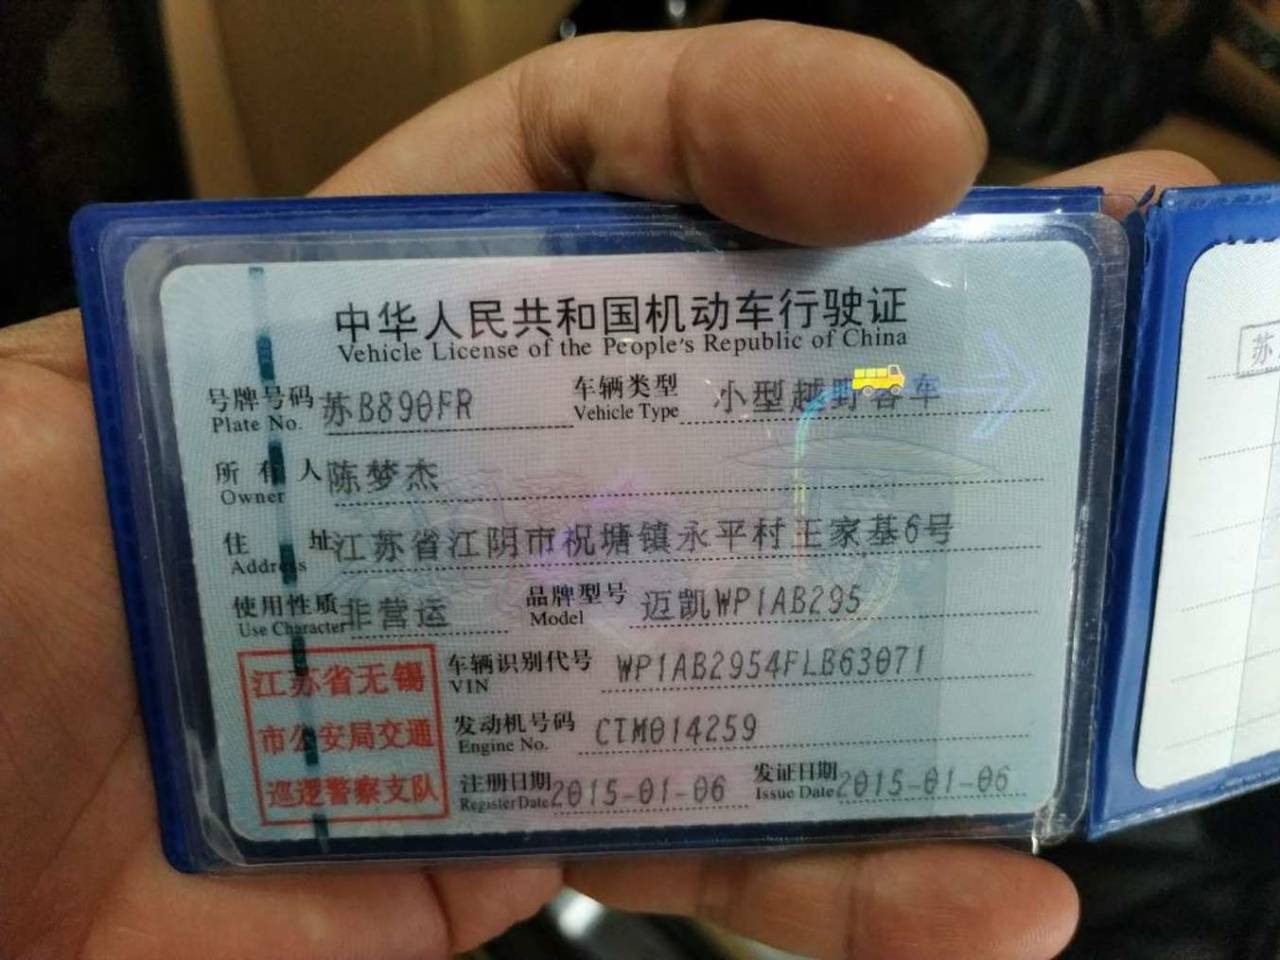 中华人民共和国机动车行驶证
Vehicle License of the People's Republic of China
号牌号码 苏B890FR 车辆类型 小型越野客车
Plate No. Vehicle Type
所有人 陈梦杰
Owner
住址 江苏省江阴市祝塘镇永平村王家基6号
Address
使用性质 非营运 品牌型号 迈凯WP1AB295
Use Character Model
江苏省无锡
市公安局交通
巡逻警察支队
车辆识别代号 WP1AB2954FLB63071
VIN
发动机号码 CTM014259
Engine No.
注册日期 2015-01-06 发证日期 2015-01-06
Register Date Issue Date
苏